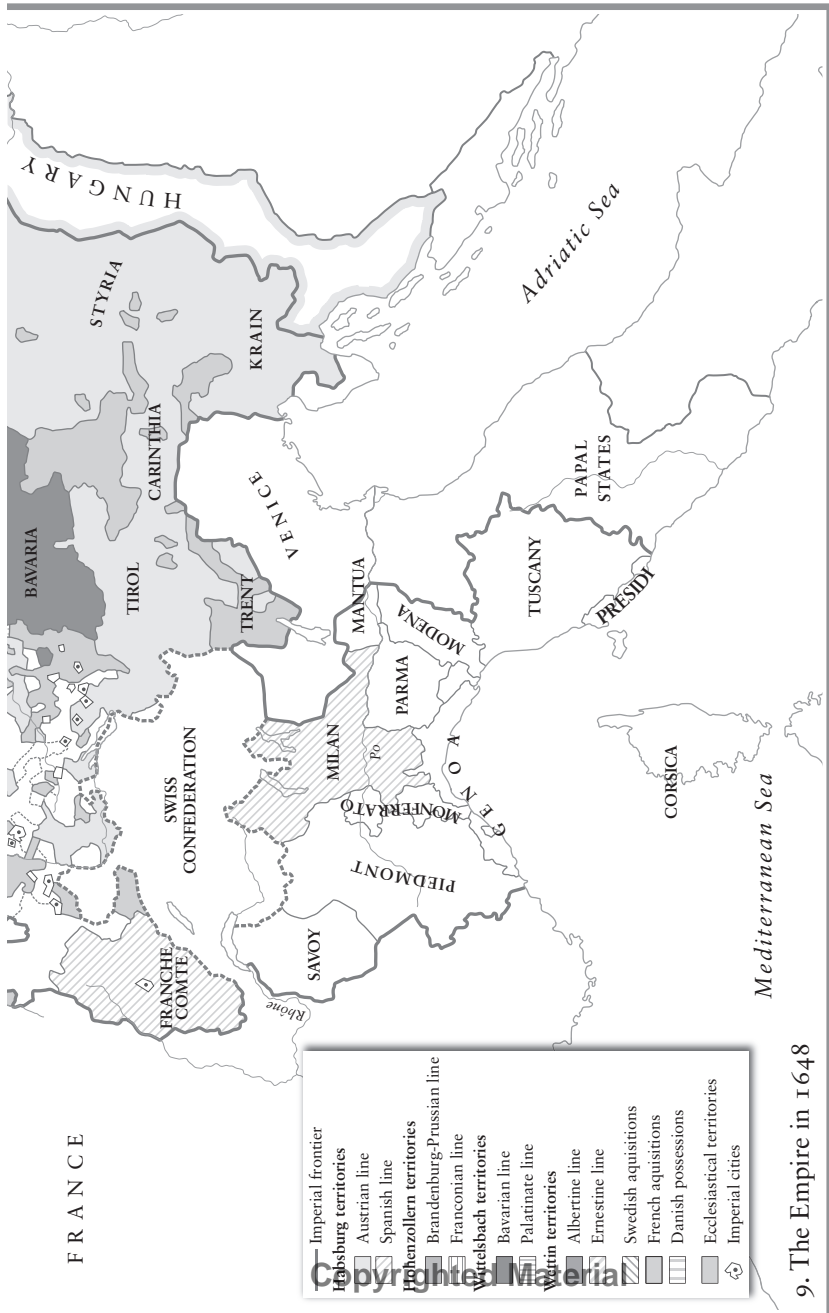 HUNGARY
STYRIA
KRAIN
CARINTHIA
BAVARIA
TIROL
TRENT
VENICE
Adriatic Sea
PAPAL
STATES
MANTUA
MODENA
TUSCANY
PRESIDI
PARMA
SWISS
CONFEDERATION
MILAN
Po
GENOA
MONFERRATO
PIEDMONT
CORSICA
Mediterranean Sea
FRANCHE
COMTE
SAVOY
Rhône
FRANCE
Imperial frontier
Habsburg territories
Austrian line
Spanish line
Hohenzollern territories
Brandenburg-Prussian line
Franconian line
Wittelsbach territories
Bavarian line
Palatinate line
Wettin territories
Albertine line
Ernestine line
Swedish aquisitions
French aquisitions
Danish possessions
Ecclesiastical territories
Imperial cities
9. The Empire in 1648
Copyrighted Material